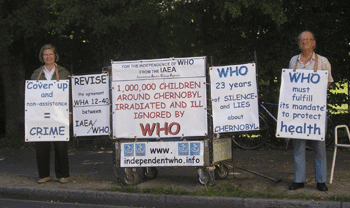 Cover up
and
non-assistance
=
CRIME
REVISE
the agreement
WHA 12-40
between
IAEA/
WHO
FOR THE INDEPENDENCE OF WHO
FROM THE IAEA
1,000,000 CHILDREN
AROUND CHERNOBYL
IRRADIATED AND ILL
IGNORED BY
WHO
www.
independentwho.info
WHO
23 years
of SILENCE
and LIES
about
CHERNOBYL
WHO
must
fulfill
its mandate
to protect
health